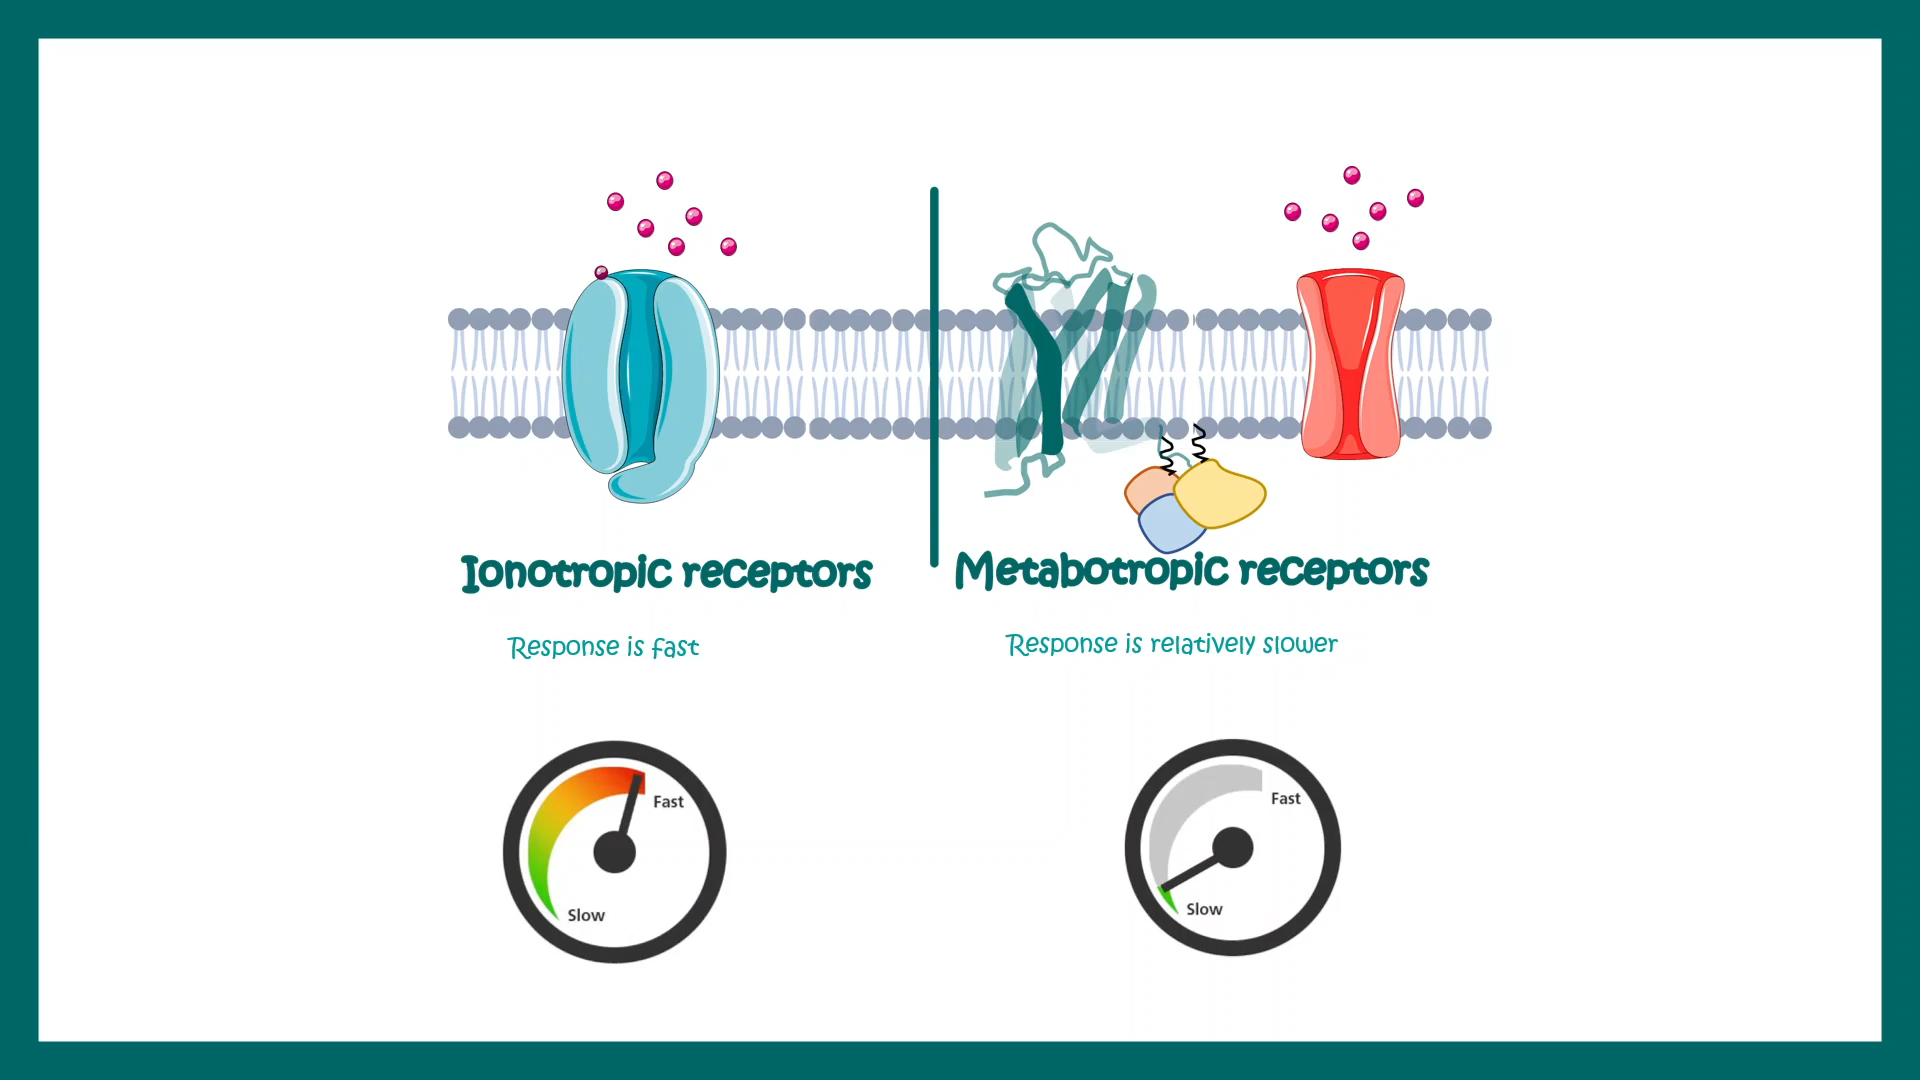 Ionotropic receptors
Response is fast
Fast
Slow
Metabotropic receptors
Response is relatively slower
Fast
Slow